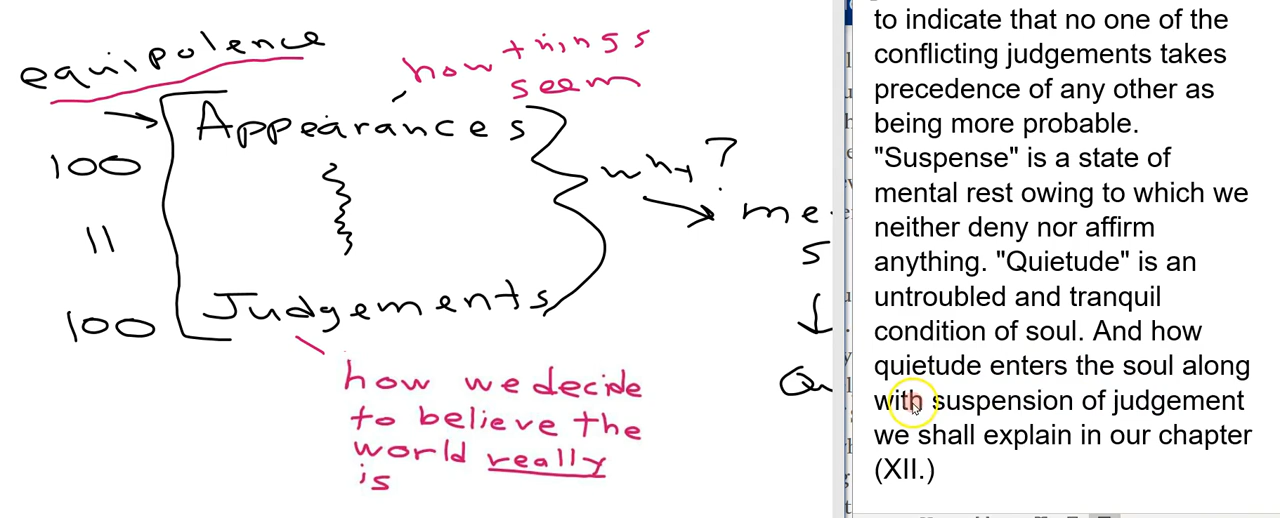 equipolence
how things
seem
Appearances
100
why?
me
11
s
Judgements
100
Qu
how we decide
to believe the
world really
is
to indicate that no one of the
conflicting judgements takes
precedence of any other as
being more probable.
"Suspense" is a state of
mental rest owing to which we
neither deny nor affirm
anything. "Quietude" is an
untroubled and tranquil
condition of soul. And how
quietude enters the soul along
with suspension of judgement
we shall explain in our chapter
(XII.)